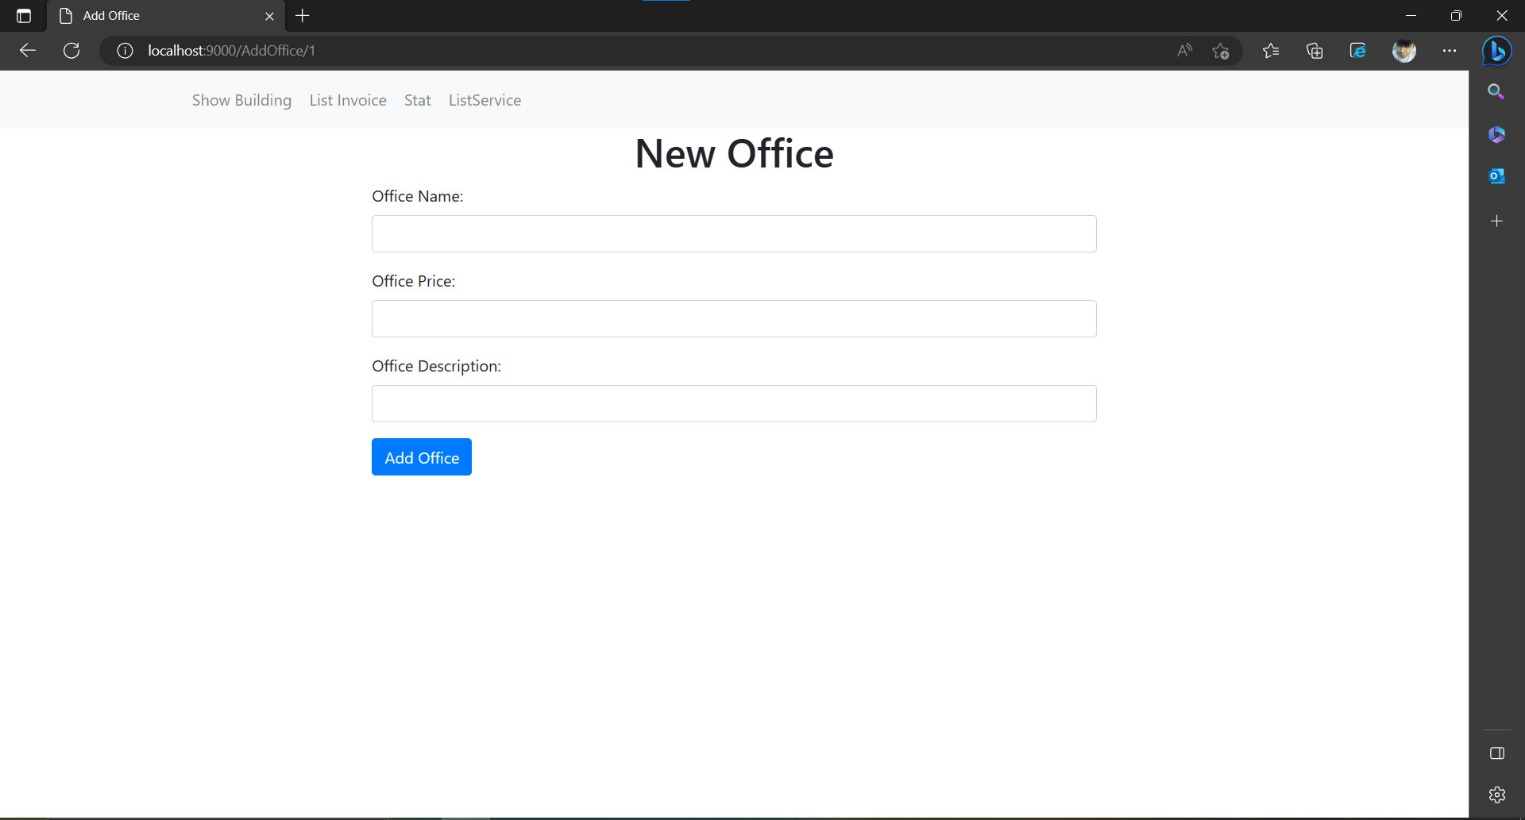 Add Office
localhost:9000/AddOffice/1
Show Building List Invoice Stat ListService
New Office
Office Name:
Office Price:
Office Description:
Add Office